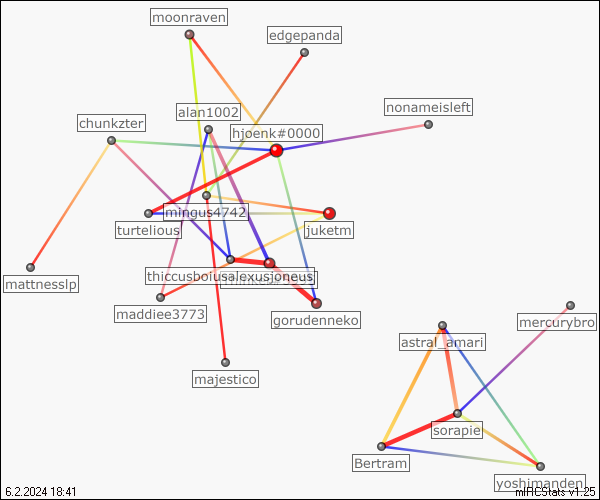 moonraven
edgepanda
nonameisleft
alan1002
chunkzter
hjøenk#0000
mingus4742
turtelious
juketm
mattnesslp
thiccusboiusalexusjoneus
maddiee3773
gorudenneko
mercurybro
astral_amari
majestico
sorapie
Bertram
yoshimanden
6.2.2024 18:41
mIRCStats v1.25